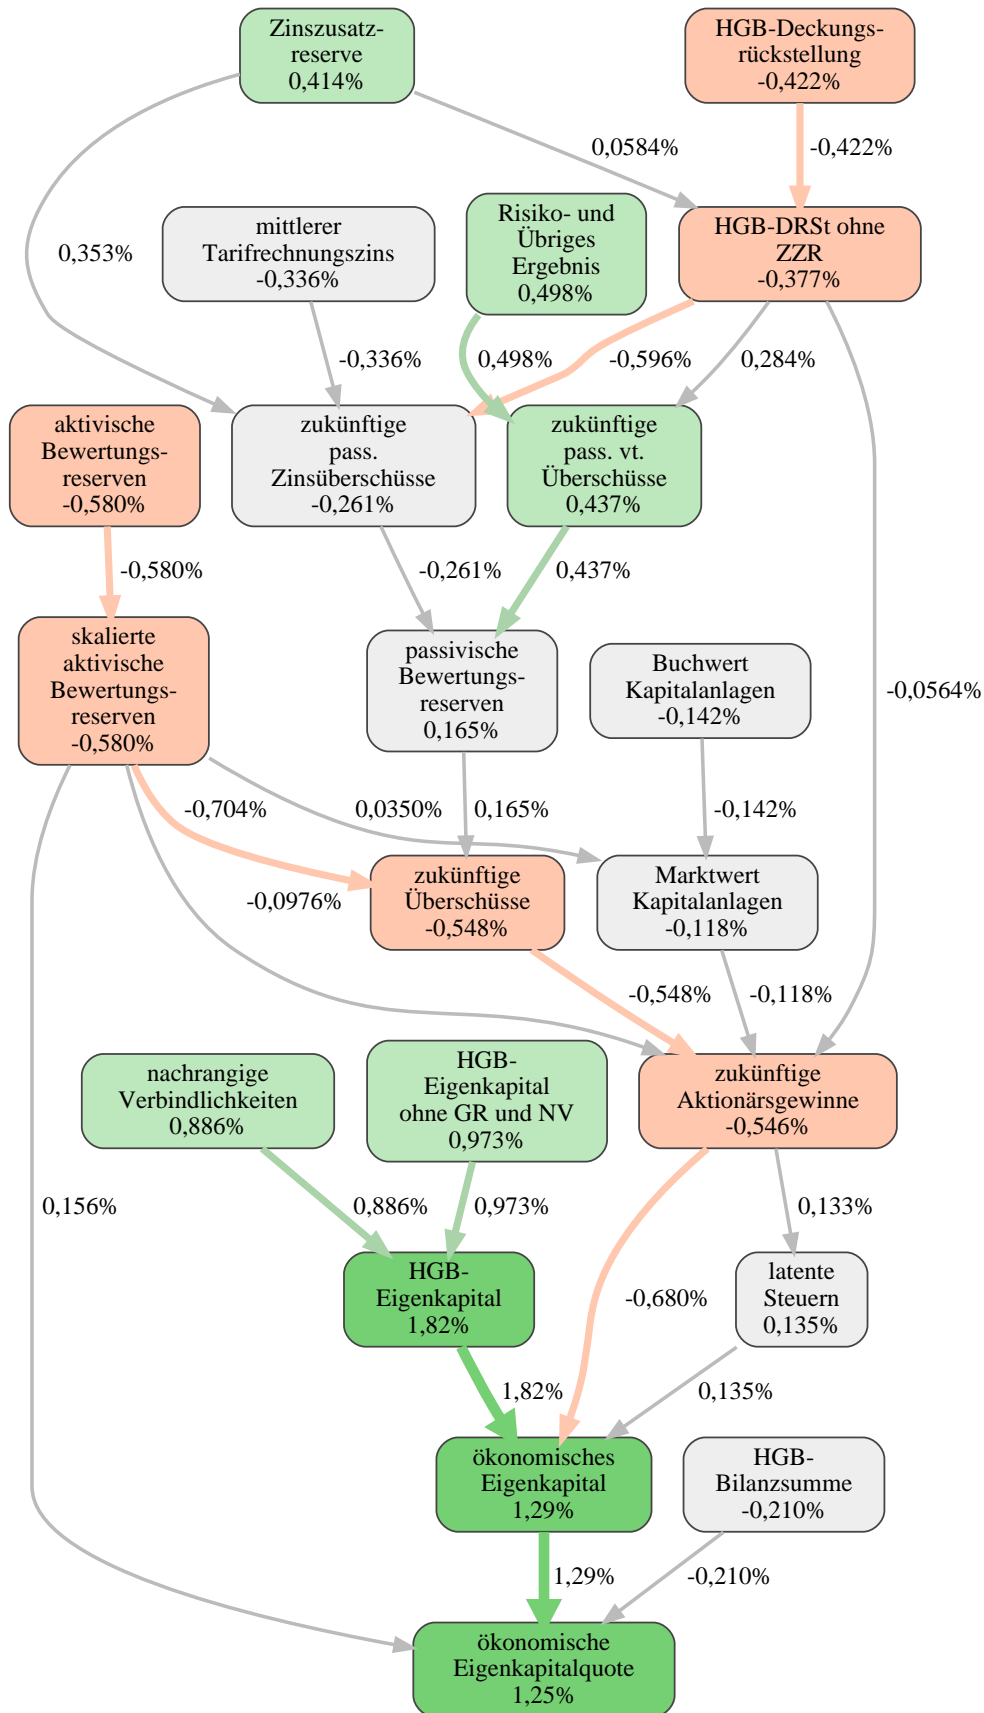 Zinszusatz-
reserve
0,414%
HGB-Deckungs-
rückstellung
-0,422%
0,0584%
-0,422%
0,353%
mittlerer
Tarifrechnungszins
-0,336%
Risiko- und
Übriges
Ergebnis
0,498%
HGB-DRSt ohne
ZZR
-0,377%
-0,336%
0,498%
-0,596%
0,284%
aktivische
Bewertungs-
reserven
-0,580%
zukünftige
pass.
Zinsüberschüsse
-0,261%
zukünftige
pass. vt.
Überschüsse
0,437%
-0,580%
-0,261%
0,437%
skalierte
aktivische
Bewertungs-
reserven
-0,580%
passivische
Bewertungs-
reserven
0,165%
Buchwert
Kapitalanlagen
-0,142%
-0,0564%
-0,704%
0,0350%
0,165%
-0,142%
-0,0976%
zukünftige
Überschüsse
-0,548%
Marktwert
Kapitalanlagen
-0,118%
-0,548%
-0,118%
nachrangige
Verbindlichkeiten
0,886%
HGB-
Eigenkapital
ohne GR und NV
0,973%
zukünftige
Aktionärsgewinne
-0,546%
0,156%
0,886%
0,973%
0,133%
HGB-
Eigenkapital
1,82%
-0,680%
latente
Steuern
0,135%
1,82%
0,135%
ökonomisches
Eigenkapital
1,29%
HGB-
Bilanzsumme
-0,210%
1,29%
-0,210%
ökonomische
Eigenkapitalquote
1,25%